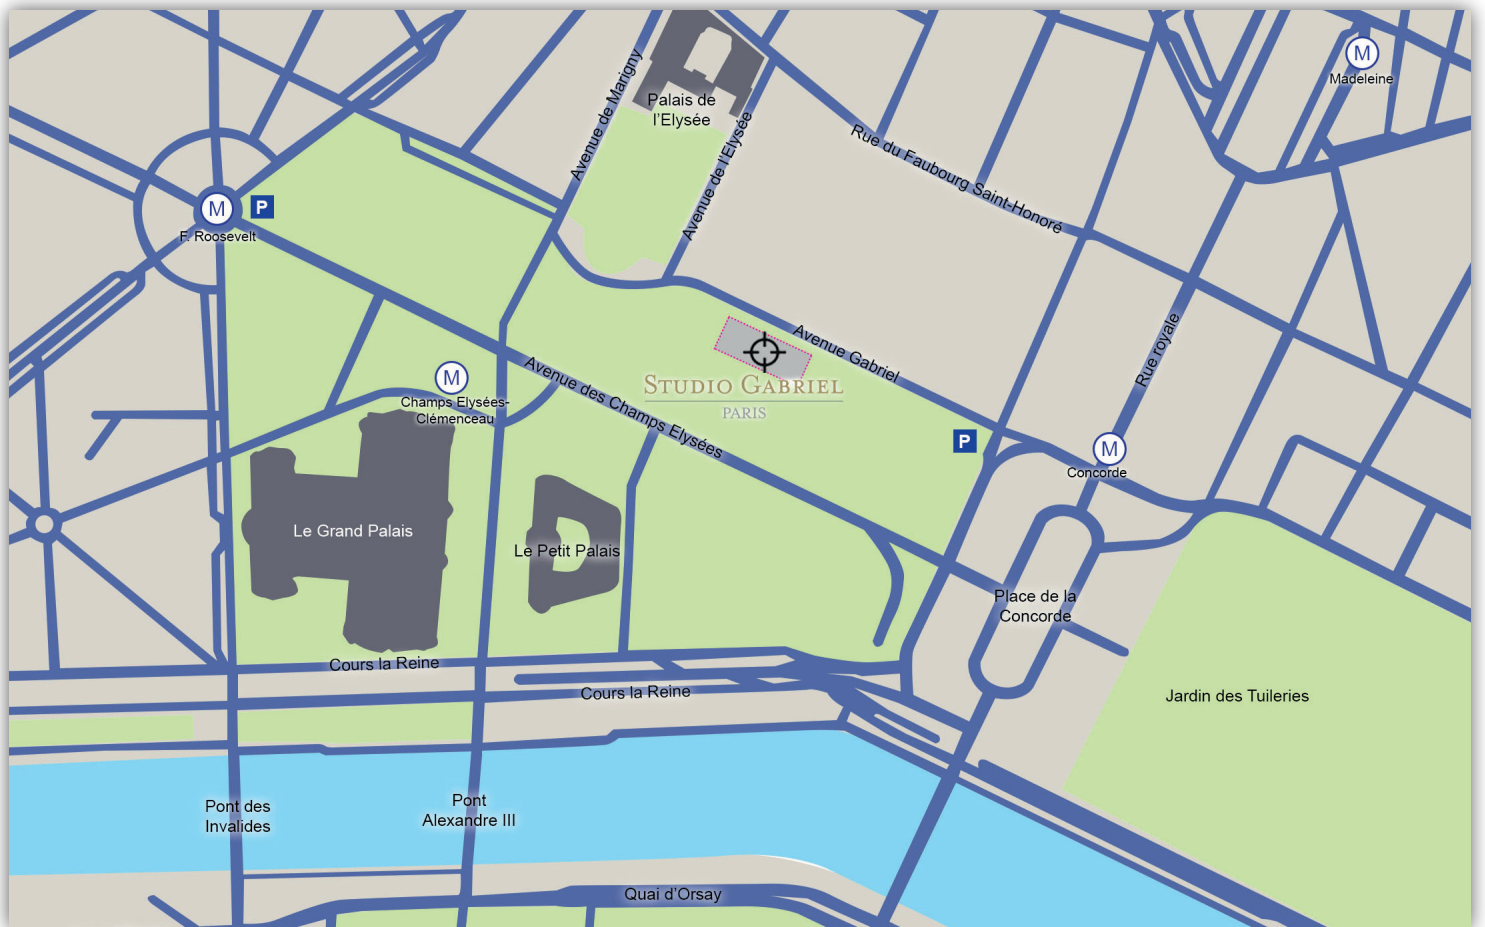 M
Madeleine
Avenue de Marigny
Palais de
l'Elysée
Avenue de l'Elysée
Rue du Faubourg Saint-Honoré
M
P
F. Roosevelt
Avenue Gabriel
Rue royale
M
Champs Elysées-
Clémenceau
Avenue des Champs Elysées
STUDIO GABRIEL
PARIS
P
M
Concorde
Le Grand Palais
Le Petit Palais
Place de la
Concorde
Cours la Reine
Cours la Reine
Jardin des Tuileries
Pont des
Invalides
Pont
Alexandre III
Quai d'Orsay